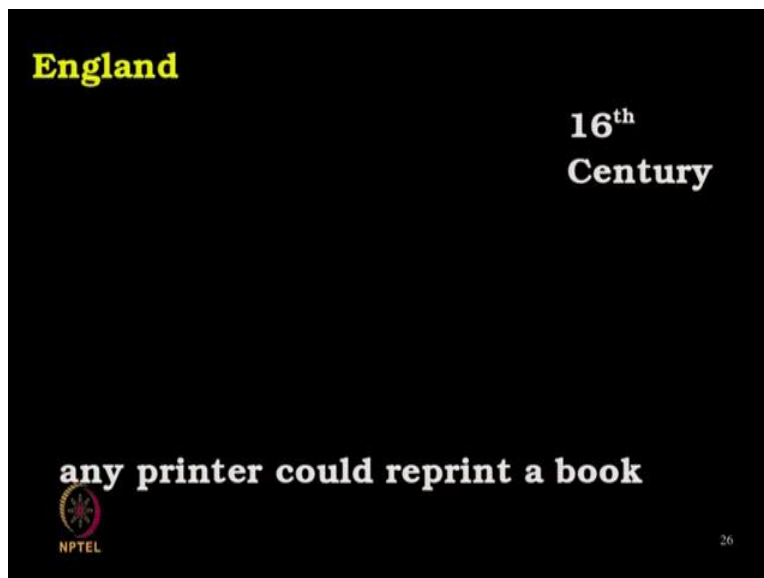 England
16th
Century
any printer could reprint a book
NPTEL
26